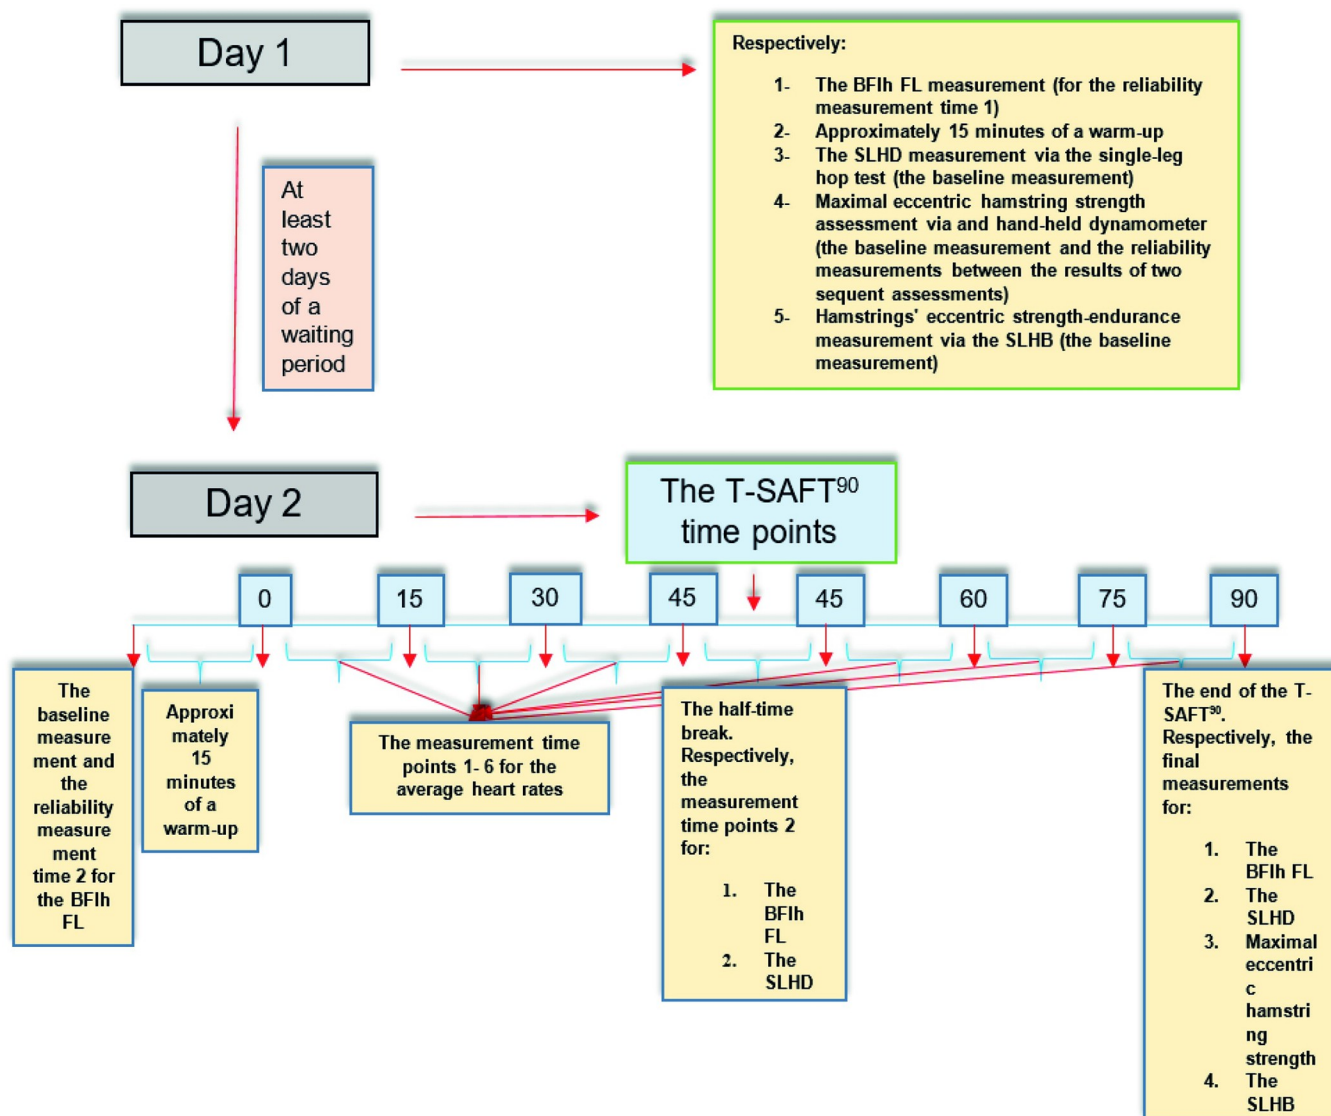 Day 1
Respectively:
1- The BFlh FL measurement (for the reliability
measurement time 1)
2- Approximately 15 minutes of a warm-up
3- The SLHD measurement via the single-leg
hop test (the baseline measurement)
4- Maximal eccentric hamstring strength
assessment via and hand-held dynamometer
(the baseline measurement and the reliability
measurements between the results of two
sequent assessments)
5- Hamstrings' eccentric strength-endurance
measurement via the SLHB (the baseline
measurement)
At
least
two
days
of a
waiting
period
Day 2
The T-SAFT⁹⁰
time points
0
15
30
45
45
60
75
90
The
baseline
measure
ment and
the
reliability
measure
ment
time 2 for
the BFlh
FL
Approxi
mately
15
minutes
of a
warm-up
The measurement time
points 1- 6 for the
average heart rates
The half-time
break.
Respectively,
the
measurement
time points 2
for:
1. The
BFlh
FL
2. The
SLHD
The end of the T-
SAFT⁹⁰.
Respectively, the
final
measurements
for:
1. The
BFlh FL
2. The
SLHD
3. Maximal
eccentri
c
hamstri
ng
strength
4. The
SLHB